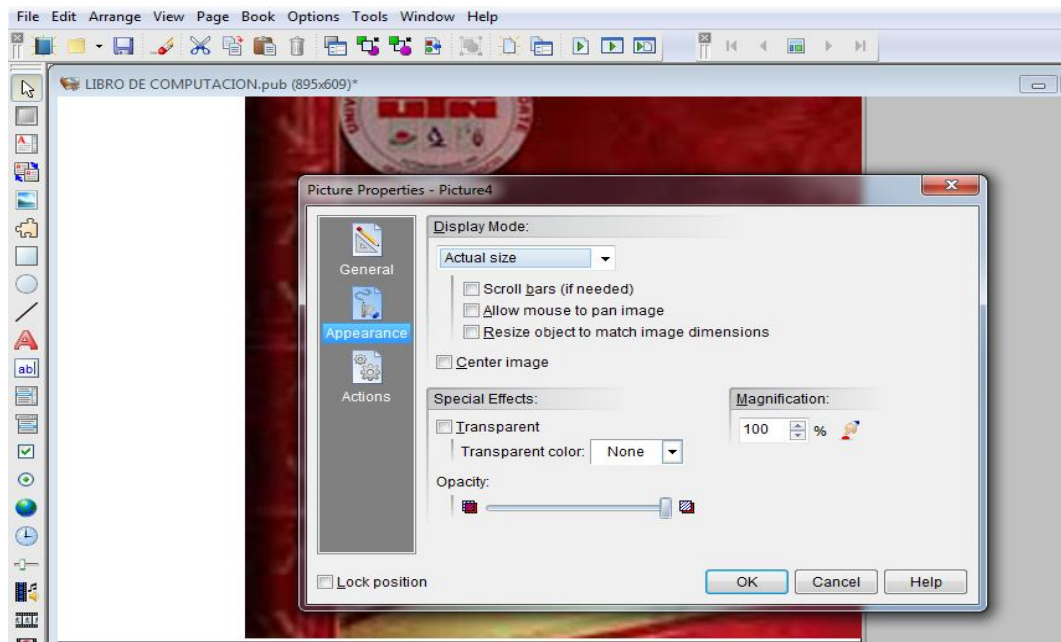 File Edit Arrange View Page Book Options Tools Window Help
LIBRO DE COMPUTACION.pub (895x609)*
UTN
Picture Properties - Picture4
Display Mode:
General
Actual size
Scroll bars (if needed)
Allow mouse to pan image
Appearance
Resize object to match image dimensions
Center image
Actions
Special Effects:
Magnification:
Transparent
100 %
Transparent color: None
Opacity:
Lock position
OK Cancel Help
A
A
abl